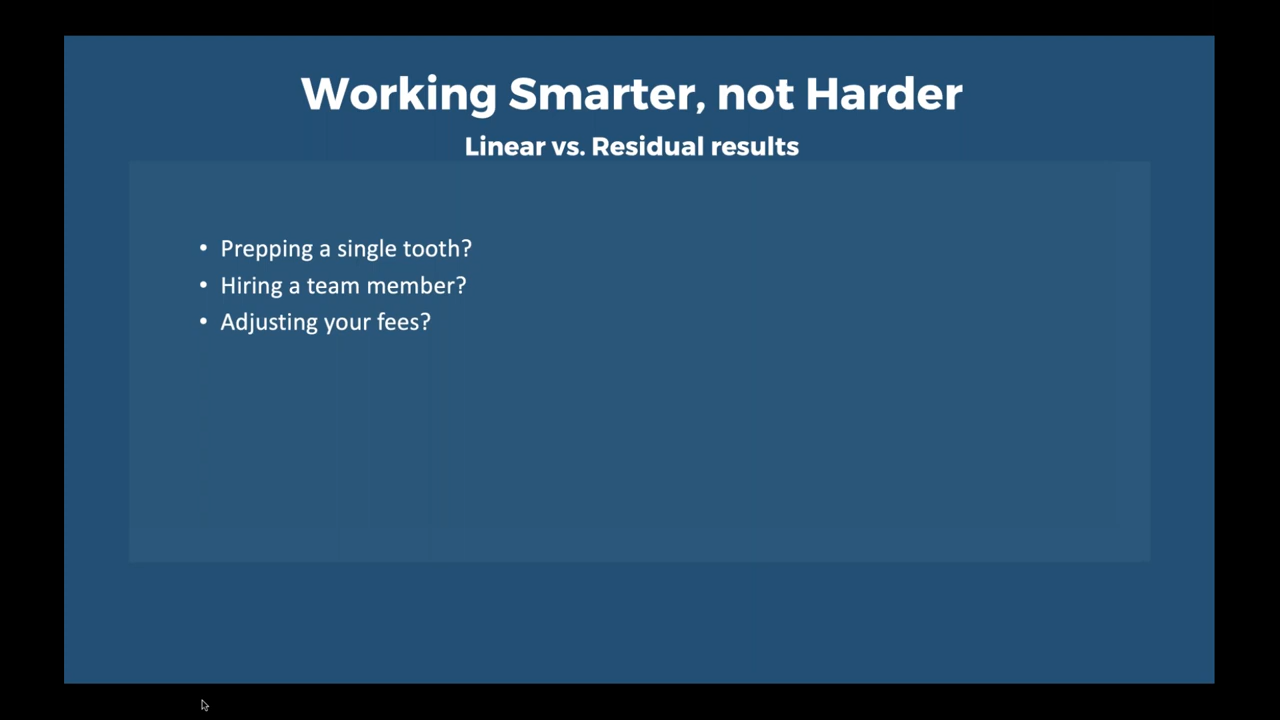 Working Smarter, not Harder
Linear vs. Residual results
• Prepping a single tooth?
• Hiring a team member?
• Adjusting your fees?